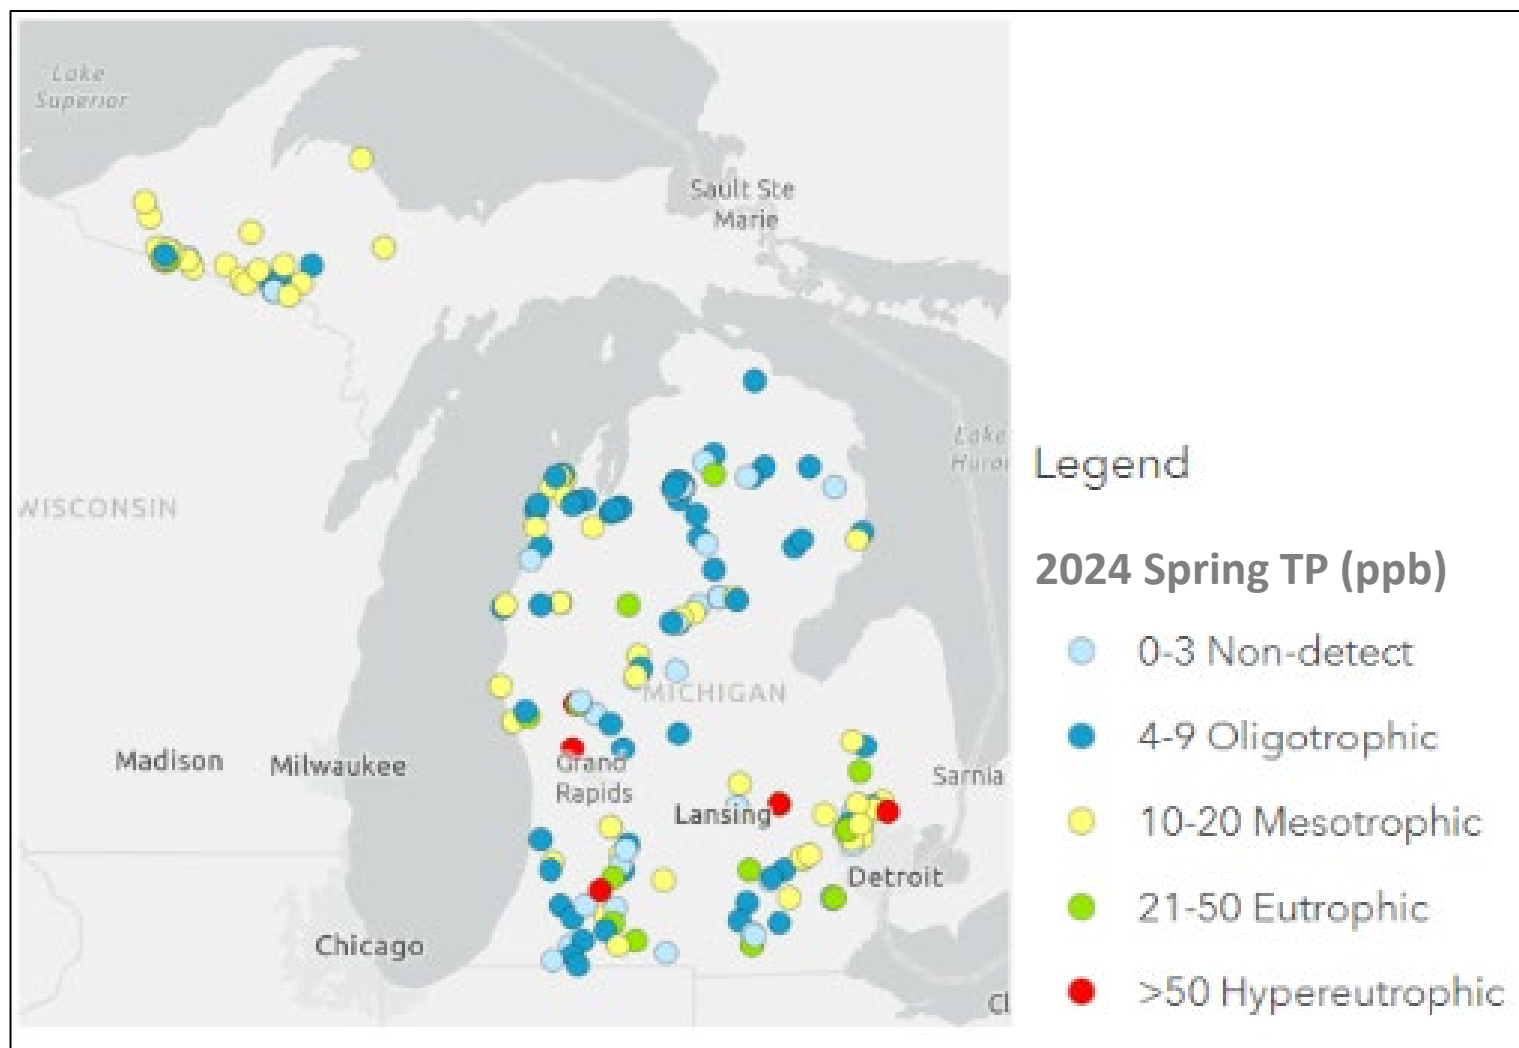 Lake
Superior
Sault Ste
Marie
Lake
Huron
WISCONSIN
MICHIGAN
Madison
Milwaukee
Grand
Rapids
Sarnia
Lansing
Detroit
Chicago
Cl
Legend
2024 Spring TP (ppb)
0-3 Non-detect
4-9 Oligotrophic
10-20 Mesotrophic
21-50 Eutrophic
>50 Hypereutrophic